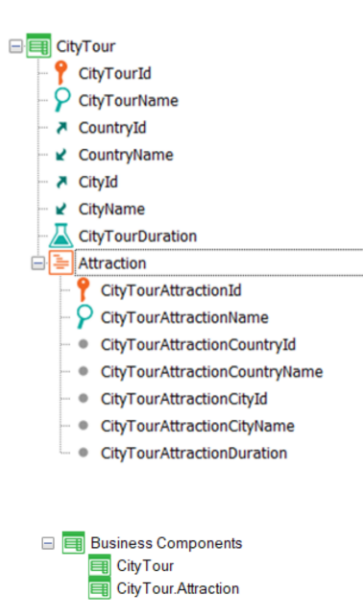 CityTour
CityTourId
CityTourName
CountryId
CountryName
CityId
CityName
CityTourDuration
Attraction
CityTourAttractionId
CityTourAttractionName
CityTourAttractionCountryId
CityTourAttractionCountryName
CityTourAttractionCityId
CityTourAttractionCityName
CityTourAttractionDuration
Business Components
CityTour
CityTour.Attraction